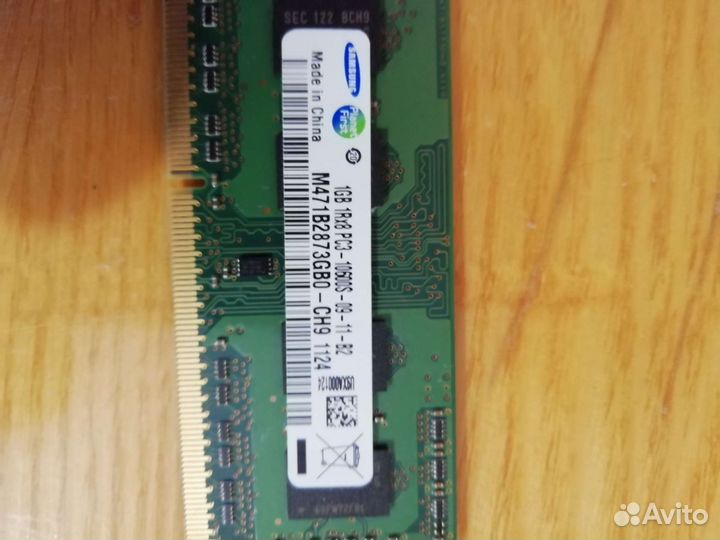 SEC 122 BCH9
SAMSUNG
Made in China
Planet
First
1GB 1Rx8 PC3-10600S-09-11-B2
M471B2873GB0-CH9 1124
Avito